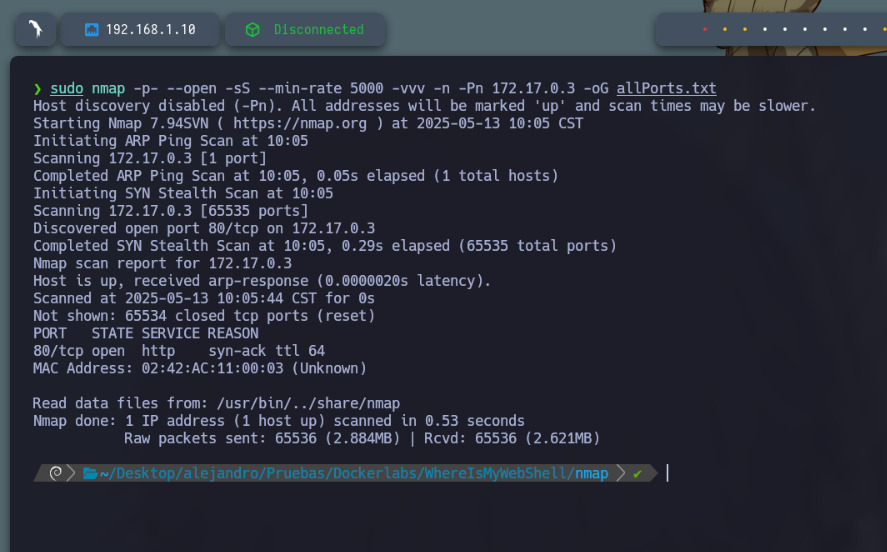 192.168.1.10
Disconnected
❯ sudo nmap -p- --open -sS --min-rate 5000 -vvv -n -Pn 172.17.0.3 -oG allPorts.txt
Host discovery disabled (-Pn). All addresses will be marked 'up' and scan times may be slower.
Starting Nmap 7.94SVN ( https://nmap.org ) at 2025-05-13 10:05 CST
Initiating ARP Ping Scan at 10:05
Scanning 172.17.0.3 [1 port]
Completed ARP Ping Scan at 10:05, 0.05s elapsed (1 total hosts)
Initiating SYN Stealth Scan at 10:05
Scanning 172.17.0.3 [65535 ports]
Discovered open port 80/tcp on 172.17.0.3
Completed SYN Stealth Scan at 10:05, 0.29s elapsed (65535 total ports)
Nmap scan report for 172.17.0.3
Host is up, received arp-response (0.0000020s latency).
Scanned at 2025-05-13 10:05:44 CST for 0s
Not shown: 65534 closed tcp ports (reset)
PORT   STATE SERVICE REASON
80/tcp open  http    syn-ack ttl 64
MAC Address: 02:42:AC:11:00:03 (Unknown)
Read data files from: /usr/bin/../share/nmap
Nmap done: 1 IP address (1 host up) scanned in 0.53 seconds
Raw packets sent: 65536 (2.884MB) | Rcvd: 65536 (2.621MB)
~/Desktop/alejandro/Pruebas/Dockerlabs/WhereIsMyWebShell/nmap ✔